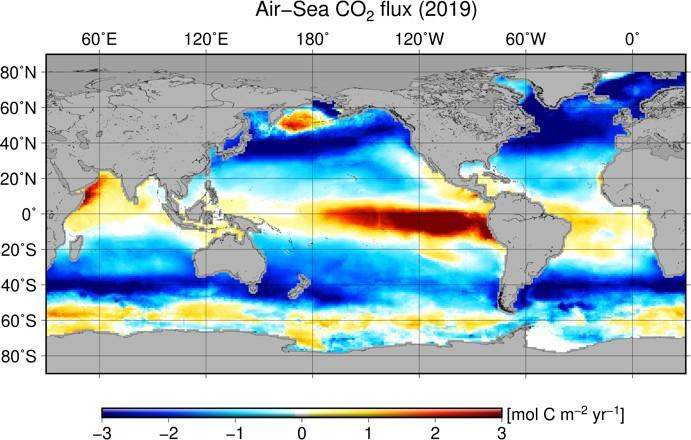 Air−Sea CO₂ flux (2019)
60˚E 120˚E 180˚ 120˚W 60˚W 0˚
80˚N
60˚N
40˚N
20˚N
0˚
20˚S
40˚S
60˚S
80˚S
[mol C m⁻² yr⁻¹]
−3 −2 −1 0 1 2 3